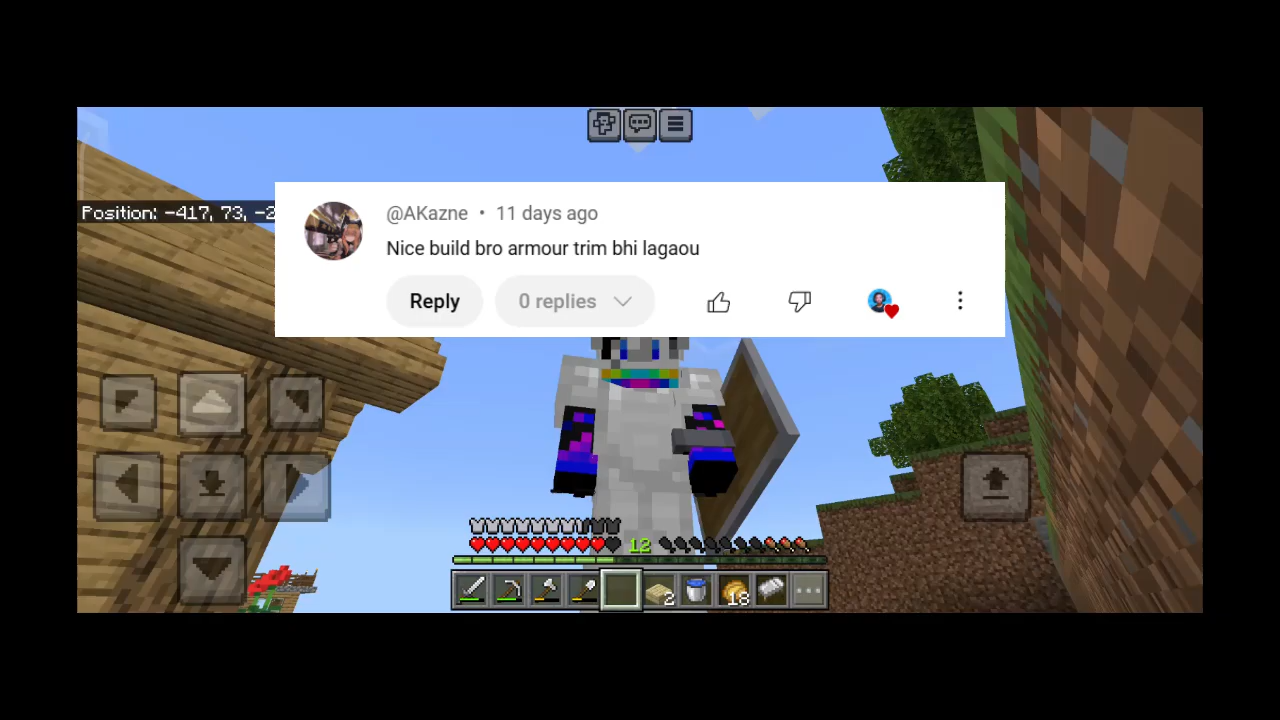 Position: -417, 73, -2
@AKazne • 11 days ago
Nice build bro armour trim bhi lagaou
Reply
0 replies
12
2
18